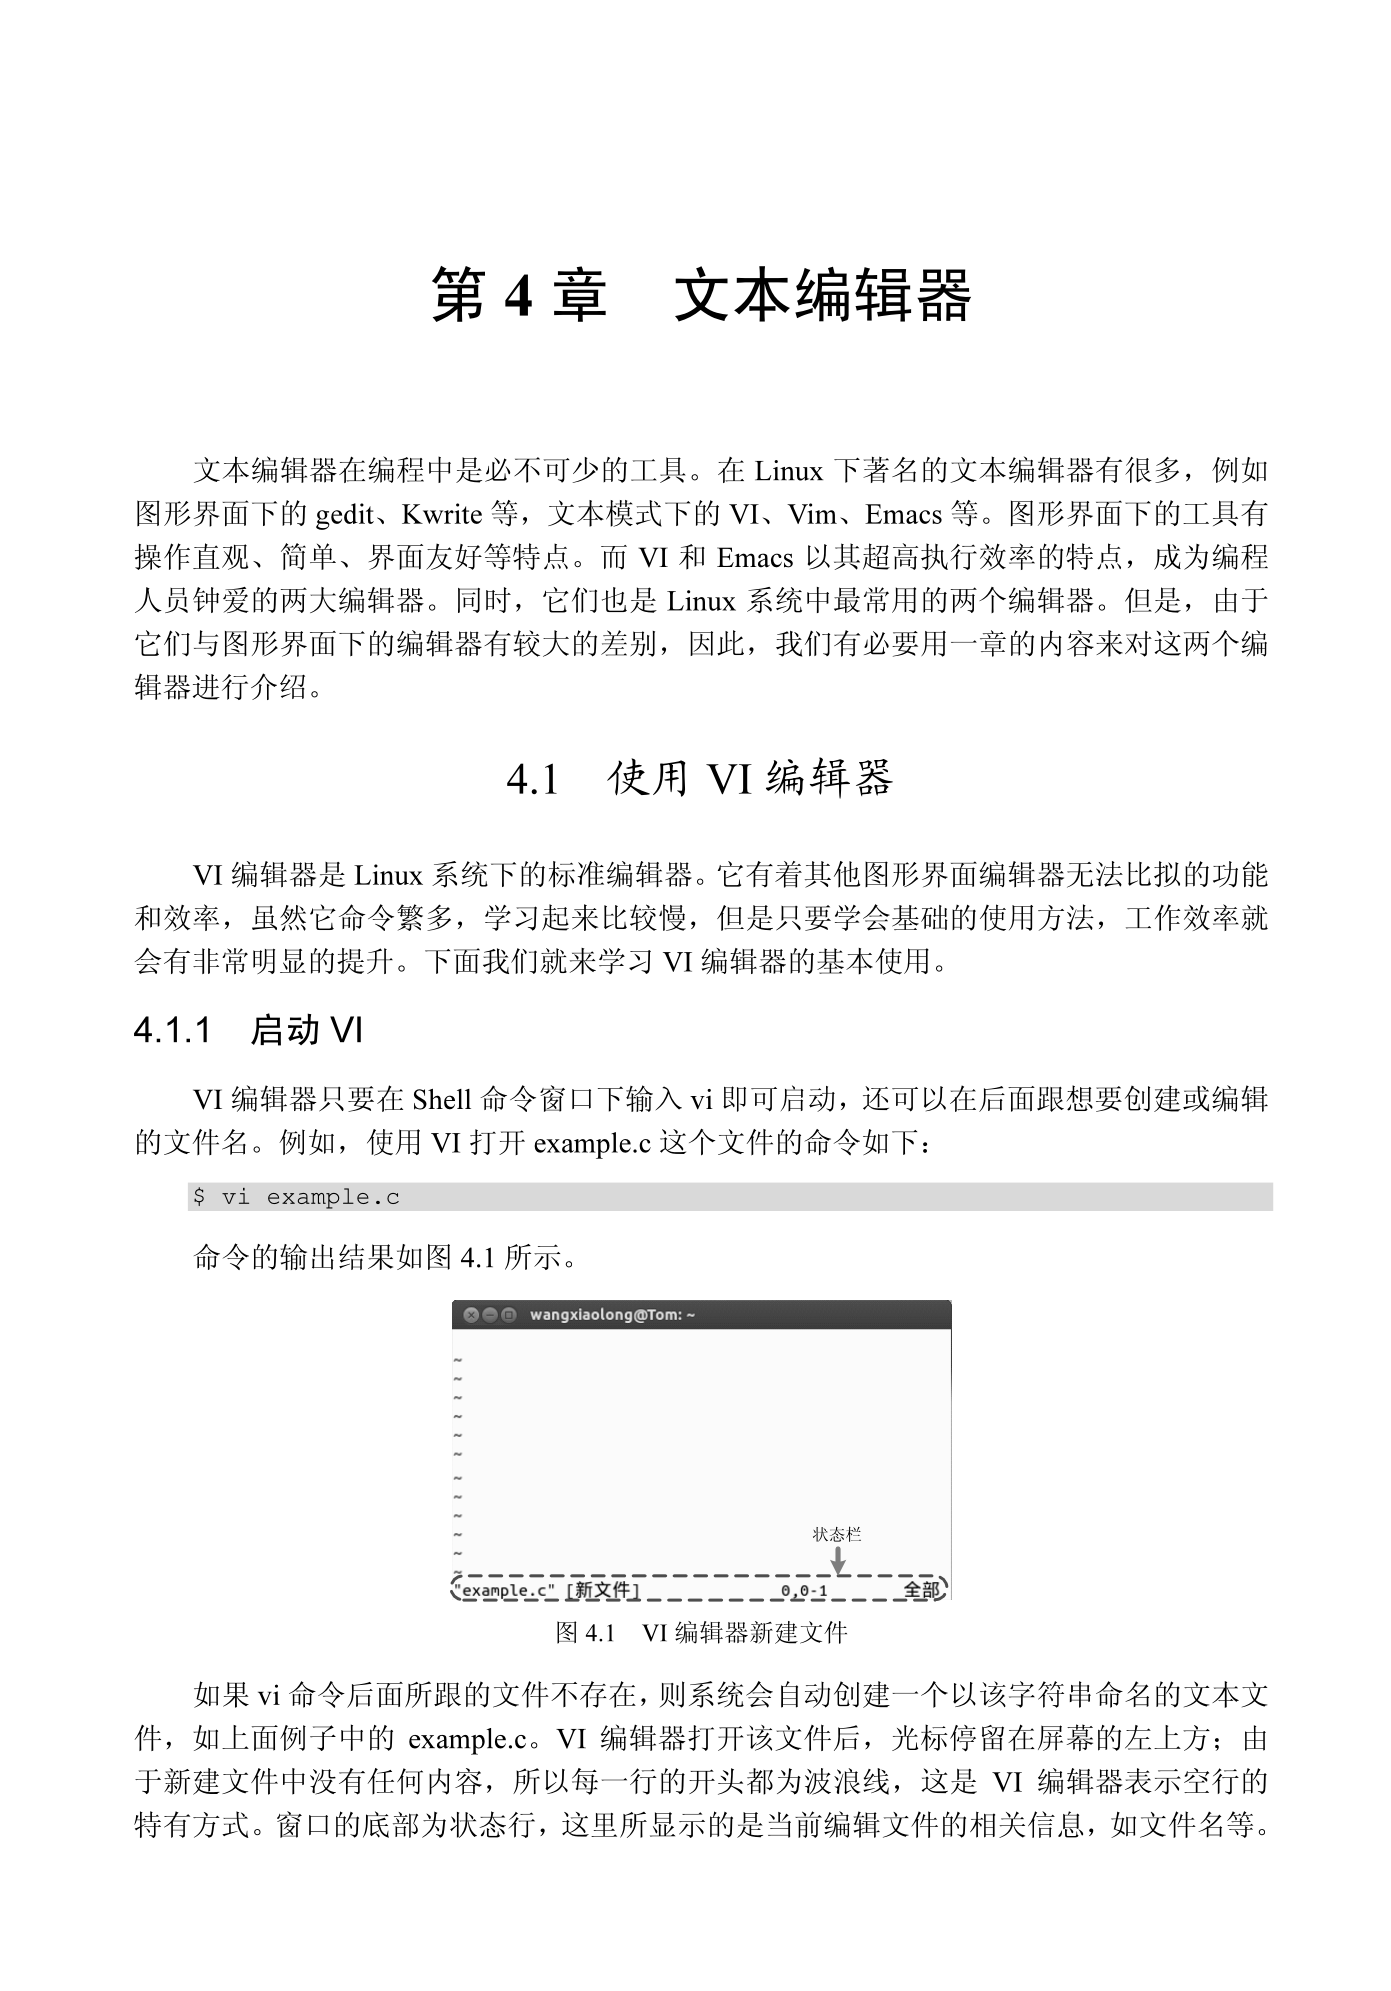 第 4 章　文本编辑器
文本编辑器在编程中是必不可少的工具。在 Linux 下著名的文本编辑器有很多，例如
图形界面下的 gedit、Kwrite 等，文本模式下的 VI、Vim、Emacs 等。图形界面下的工具有
操作直观、简单、界面友好等特点。而 VI 和 Emacs 以其超高执行效率的特点，成为编程
人员钟爱的两大编辑器。同时，它们也是 Linux 系统中最常用的两个编辑器。但是，由于
它们与图形界面下的编辑器有较大的差别，因此，我们有必要用一章的内容来对这两个编
辑器进行介绍。
4.1　使用 VI 编辑器
VI 编辑器是 Linux 系统下的标准编辑器。它有着其他图形界面编辑器无法比拟的功能
和效率，虽然它命令繁多，学习起来比较慢，但是只要学会基础的使用方法，工作效率就
会有非常明显的提升。下面我们就来学习 VI 编辑器的基本使用。
4.1.1　启动 VI
VI 编辑器只要在 Shell 命令窗口下输入 vi 即可启动，还可以在后面跟想要创建或编辑
的文件名。例如，使用 VI 打开 example.c 这个文件的命令如下：
$ vi example.c
命令的输出结果如图 4.1 所示。
wangxiaolong@Tom: ~
~
~
~
~
~
~
~
~
~
~
状态栏
~
~
"example.c" [新文件] 0,0-1 全部
图 4.1　VI 编辑器新建文件
如果 vi 命令后面所跟的文件不存在，则系统会自动创建一个以该字符串命名的文本文
件，如上面例子中的 example.c。VI 编辑器打开该文件后，光标停留在屏幕的左上方；由
于新建文件中没有任何内容，所以每一行的开头都为波浪线，这是 VI 编辑器表示空行的
特有方式。窗口的底部为状态行，这里所显示的是当前编辑文件的相关信息，如文件名等。